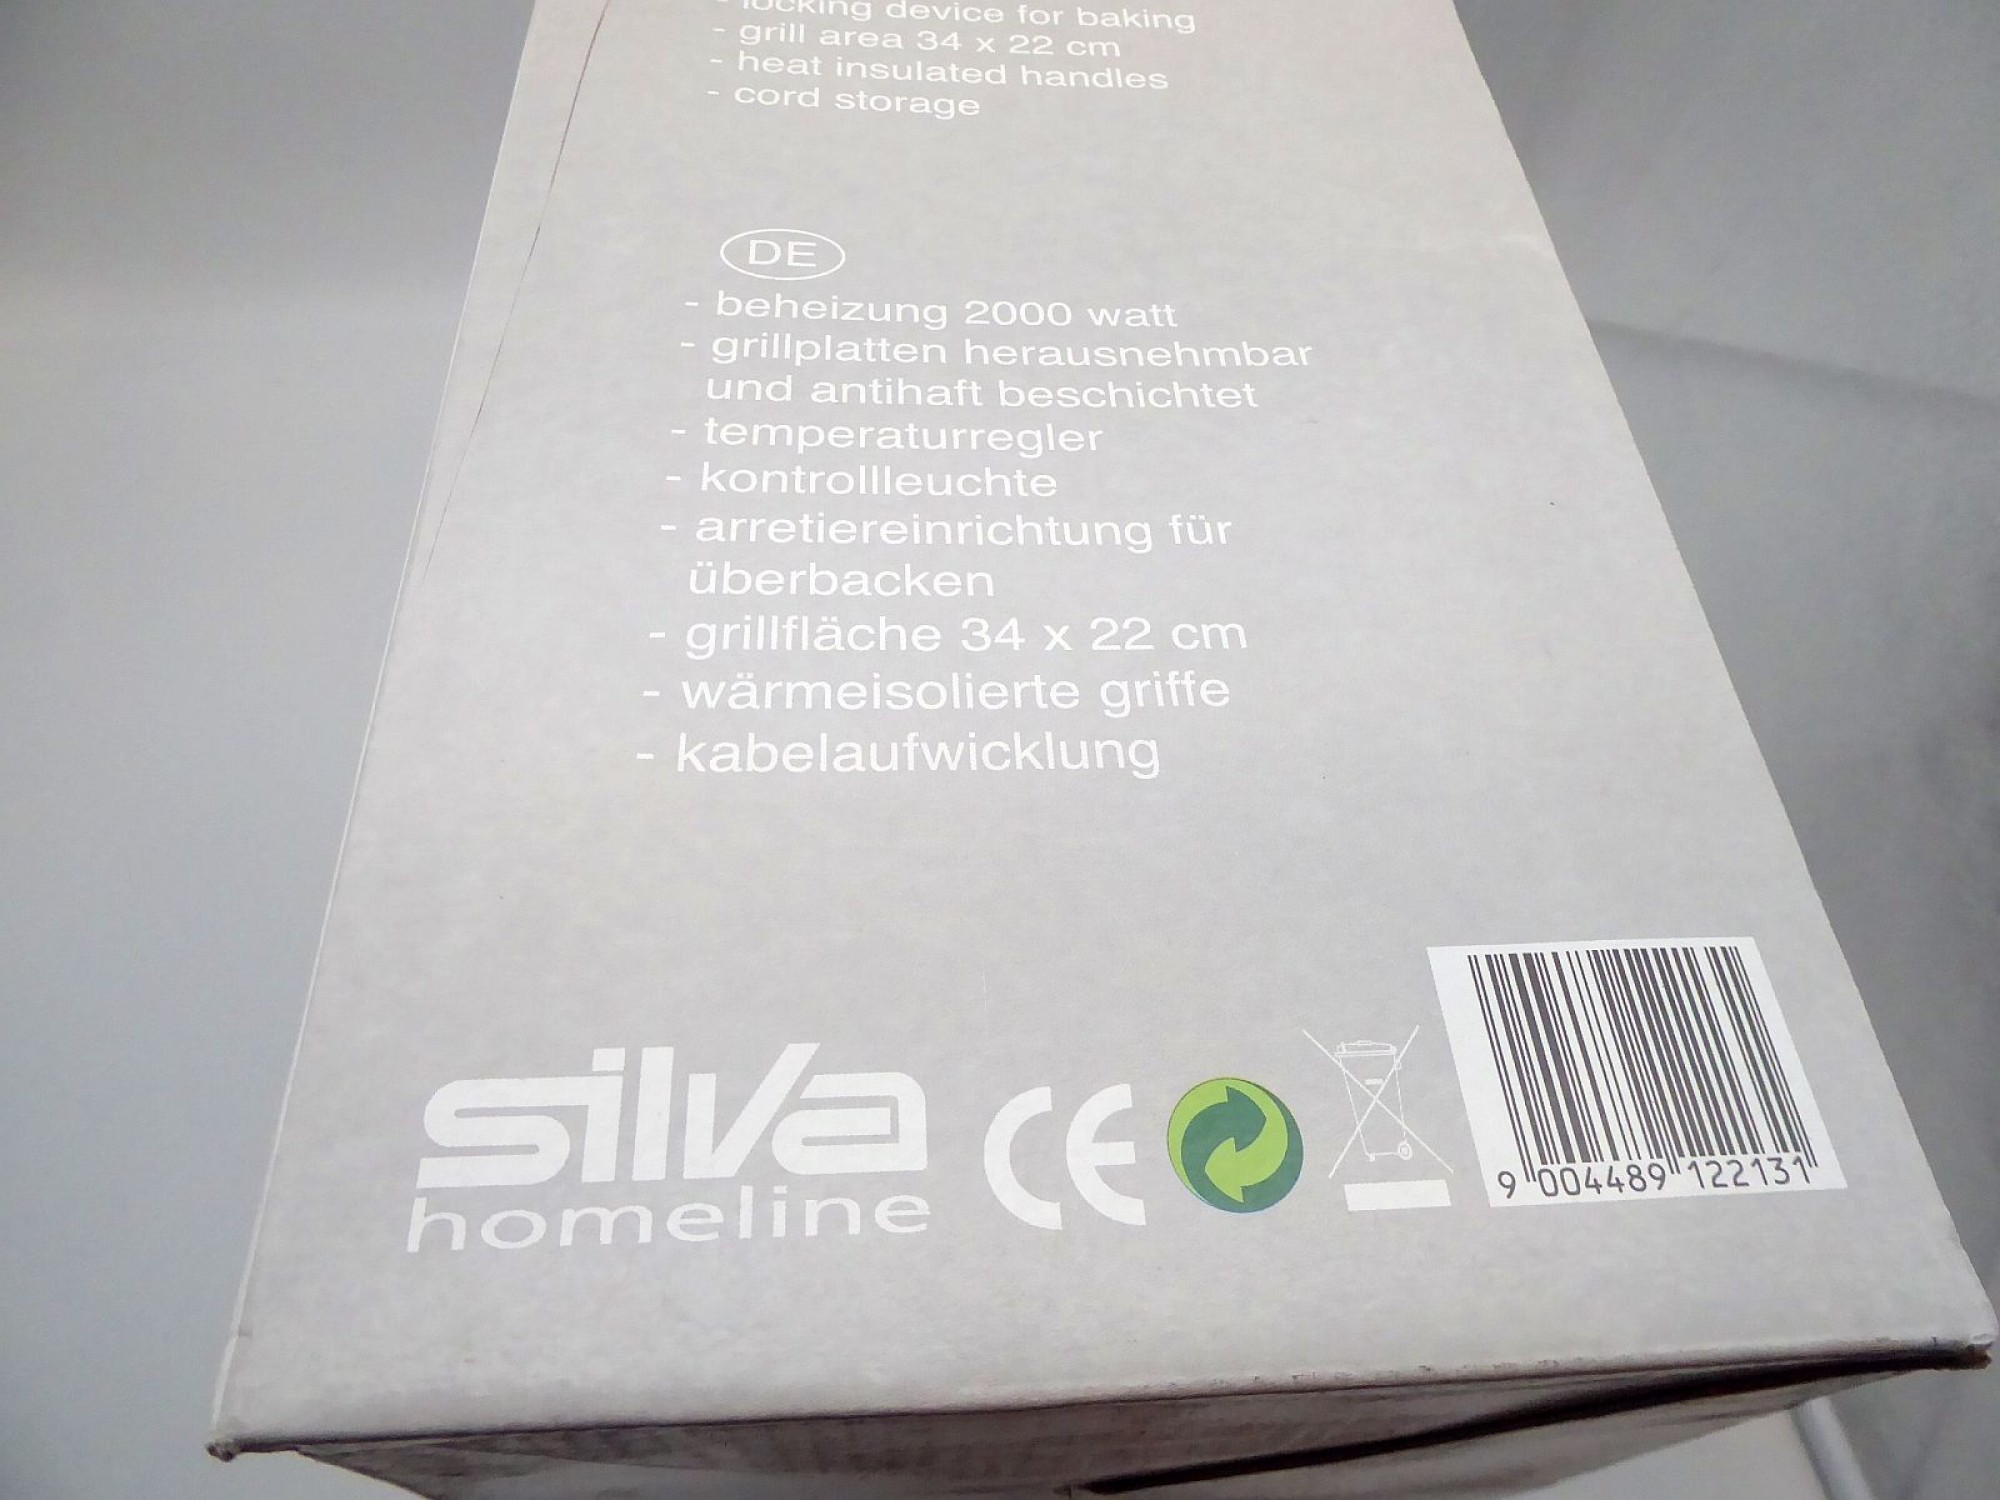 - locking device for baking
- grill area 34 x 22 cm
- heat insulated handles
- cord storage
DE
- beheizung 2000 watt
- grillplatten herausnehmbar
und antihaft beschichtet
- temperaturregler
- kontrollleuchte
- arretiereinrichtung für
überbacken
- grillfläche 34 x 22 cm
- wärmeisolierte griffe
- kabelaufwicklung
silva
homeline
CE
9 004489 122131